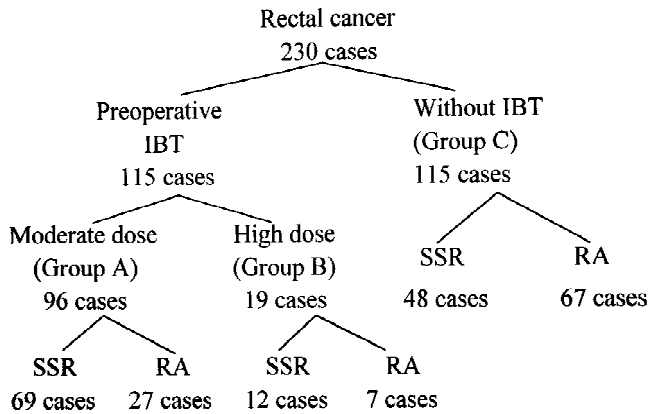 Rectal cancer
230 cases
Preoperative
IBT
115 cases
Without IBT
(Group C)
115 cases
Moderate dose
(Group A)
96 cases
High dose
(Group B)
19 cases
SSR
48 cases
RA
67 cases
SSR
69 cases
RA
27 cases
SSR
12 cases
RA
7 cases